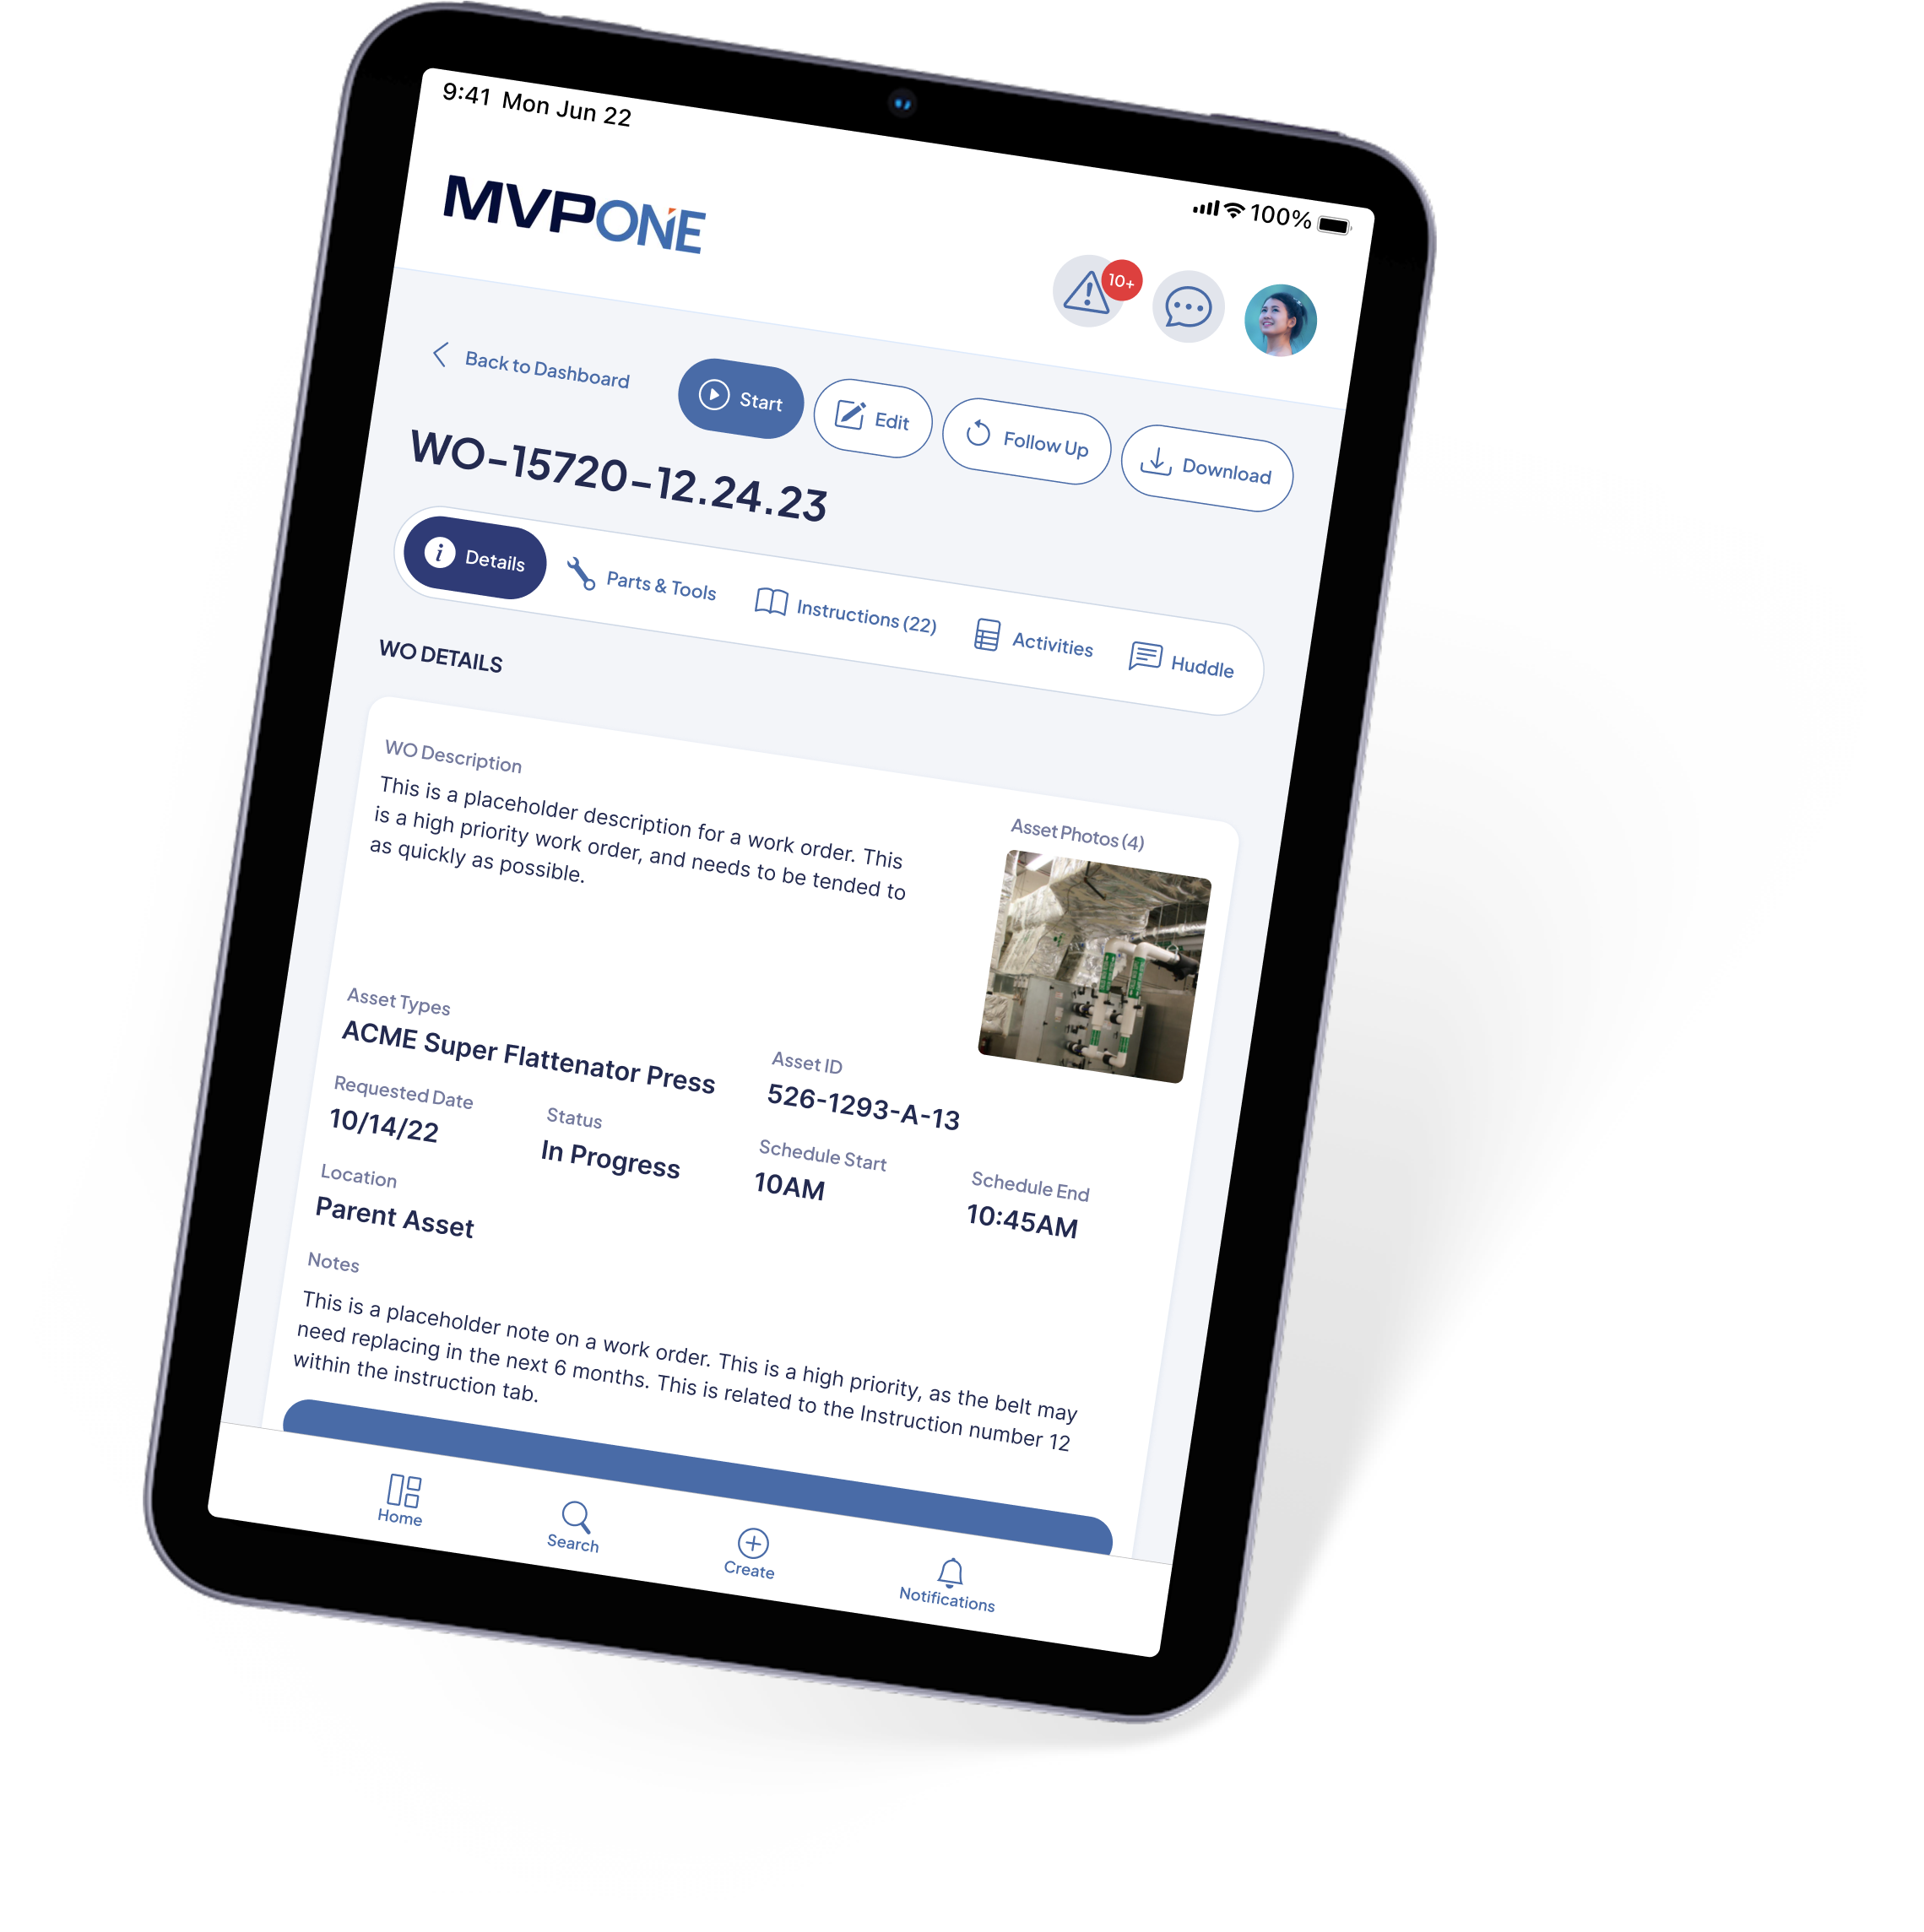 9:41 Mon Jun 22
100%
MVPONE
10+
Back to Dashboard
Start
Edit
Follow Up
Download
WO-15720-12.24.23
Details
Parts & Tools
Instructions (22)
Activities
Huddle
WO DETAILS
WO Description
This is a placeholder description for a work order. This
is a high priority work order, and needs to be tended to
as quickly as possible.
Asset Photos (4)
Asset Types
ACME Super Flattenator Press
Asset ID
526-1293-A-13
Requested Date
10/14/22
Status
In Progress
Schedule Start
10AM
Schedule End
10:45AM
Location
Parent Asset
Notes
This is a placeholder note on a work order. This is a high priority, as the belt may
need replacing in the next 6 months. This is related to the Instruction number 12
within the instruction tab.
Home
Search
Create
Notifications